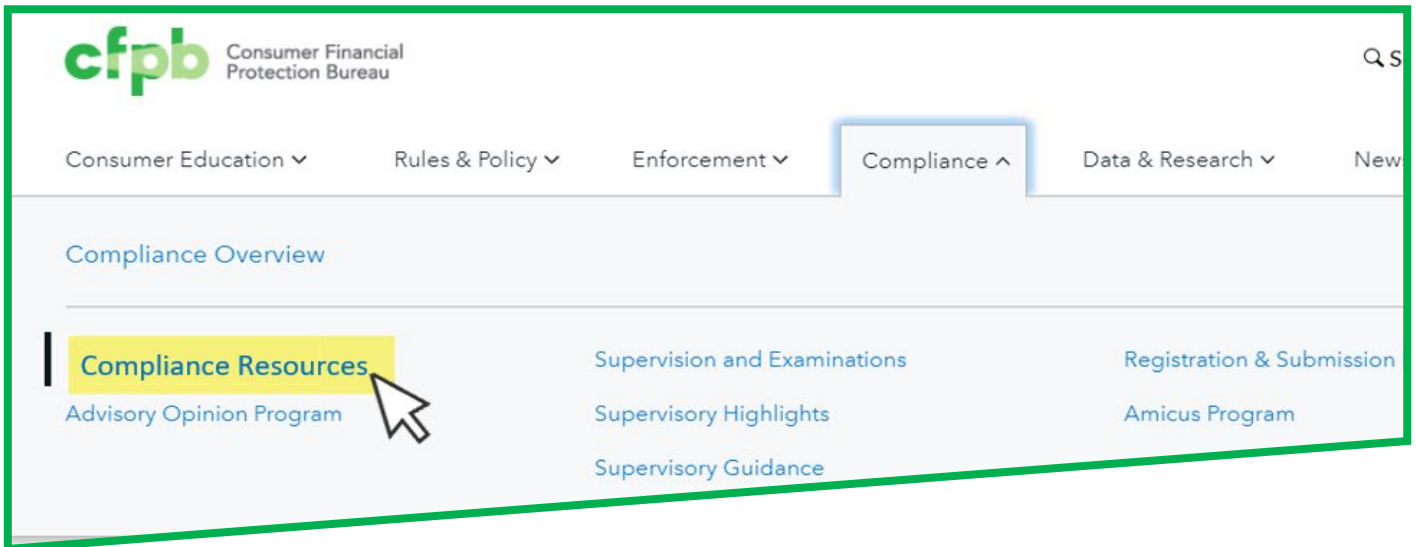 cfpb Consumer Financial
Protection Bureau
S
Consumer Education Rules & Policy Enforcement Compliance Data & Research News
Compliance Overview
Compliance Resources Supervision and Examinations Registration & Submission
Advisory Opinion Program Supervisory Highlights Amicus Program
Supervisory Guidance